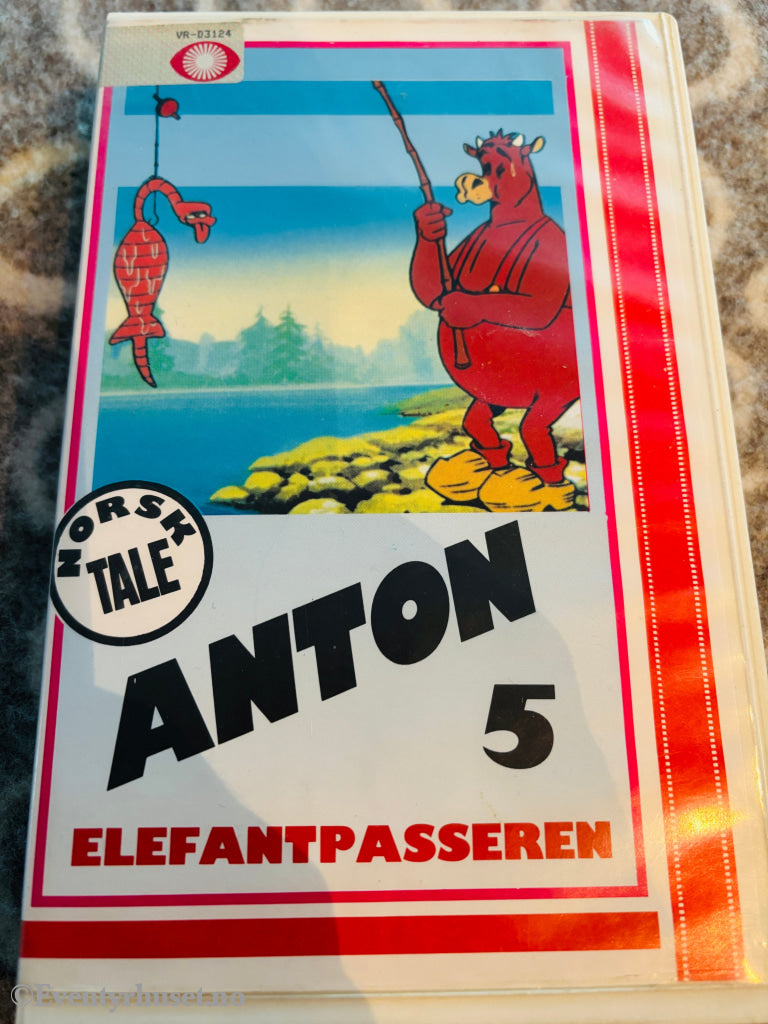 VR-D3124
NORSK
TALE
ANTON
5
ELEFANTPASSEREN
©Eventyrhuset.no